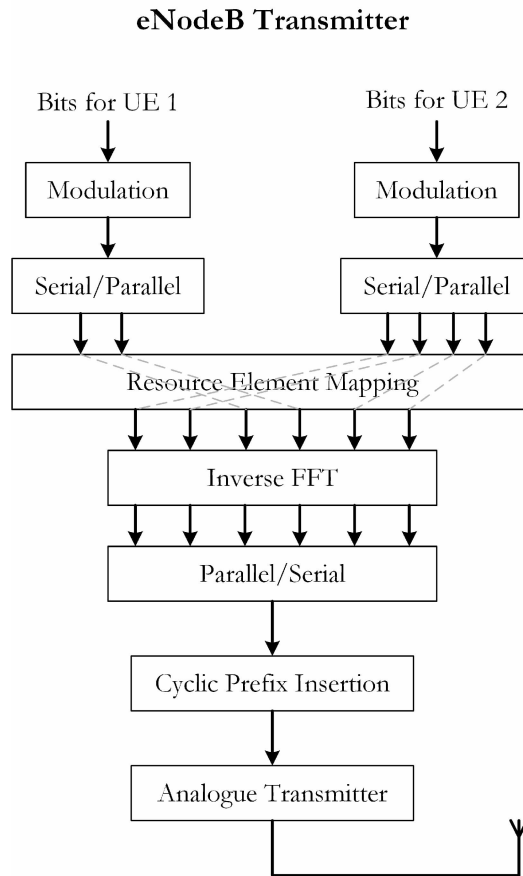 eNodeB Transmitter
Bits for UE 1
Bits for UE 2
Modulation
Modulation
Serial/Parallel
Serial/Parallel
Resource Element Mapping
Inverse FFT
Parallel/Serial
Cyclic Prefix Insertion
Analogue Transmitter